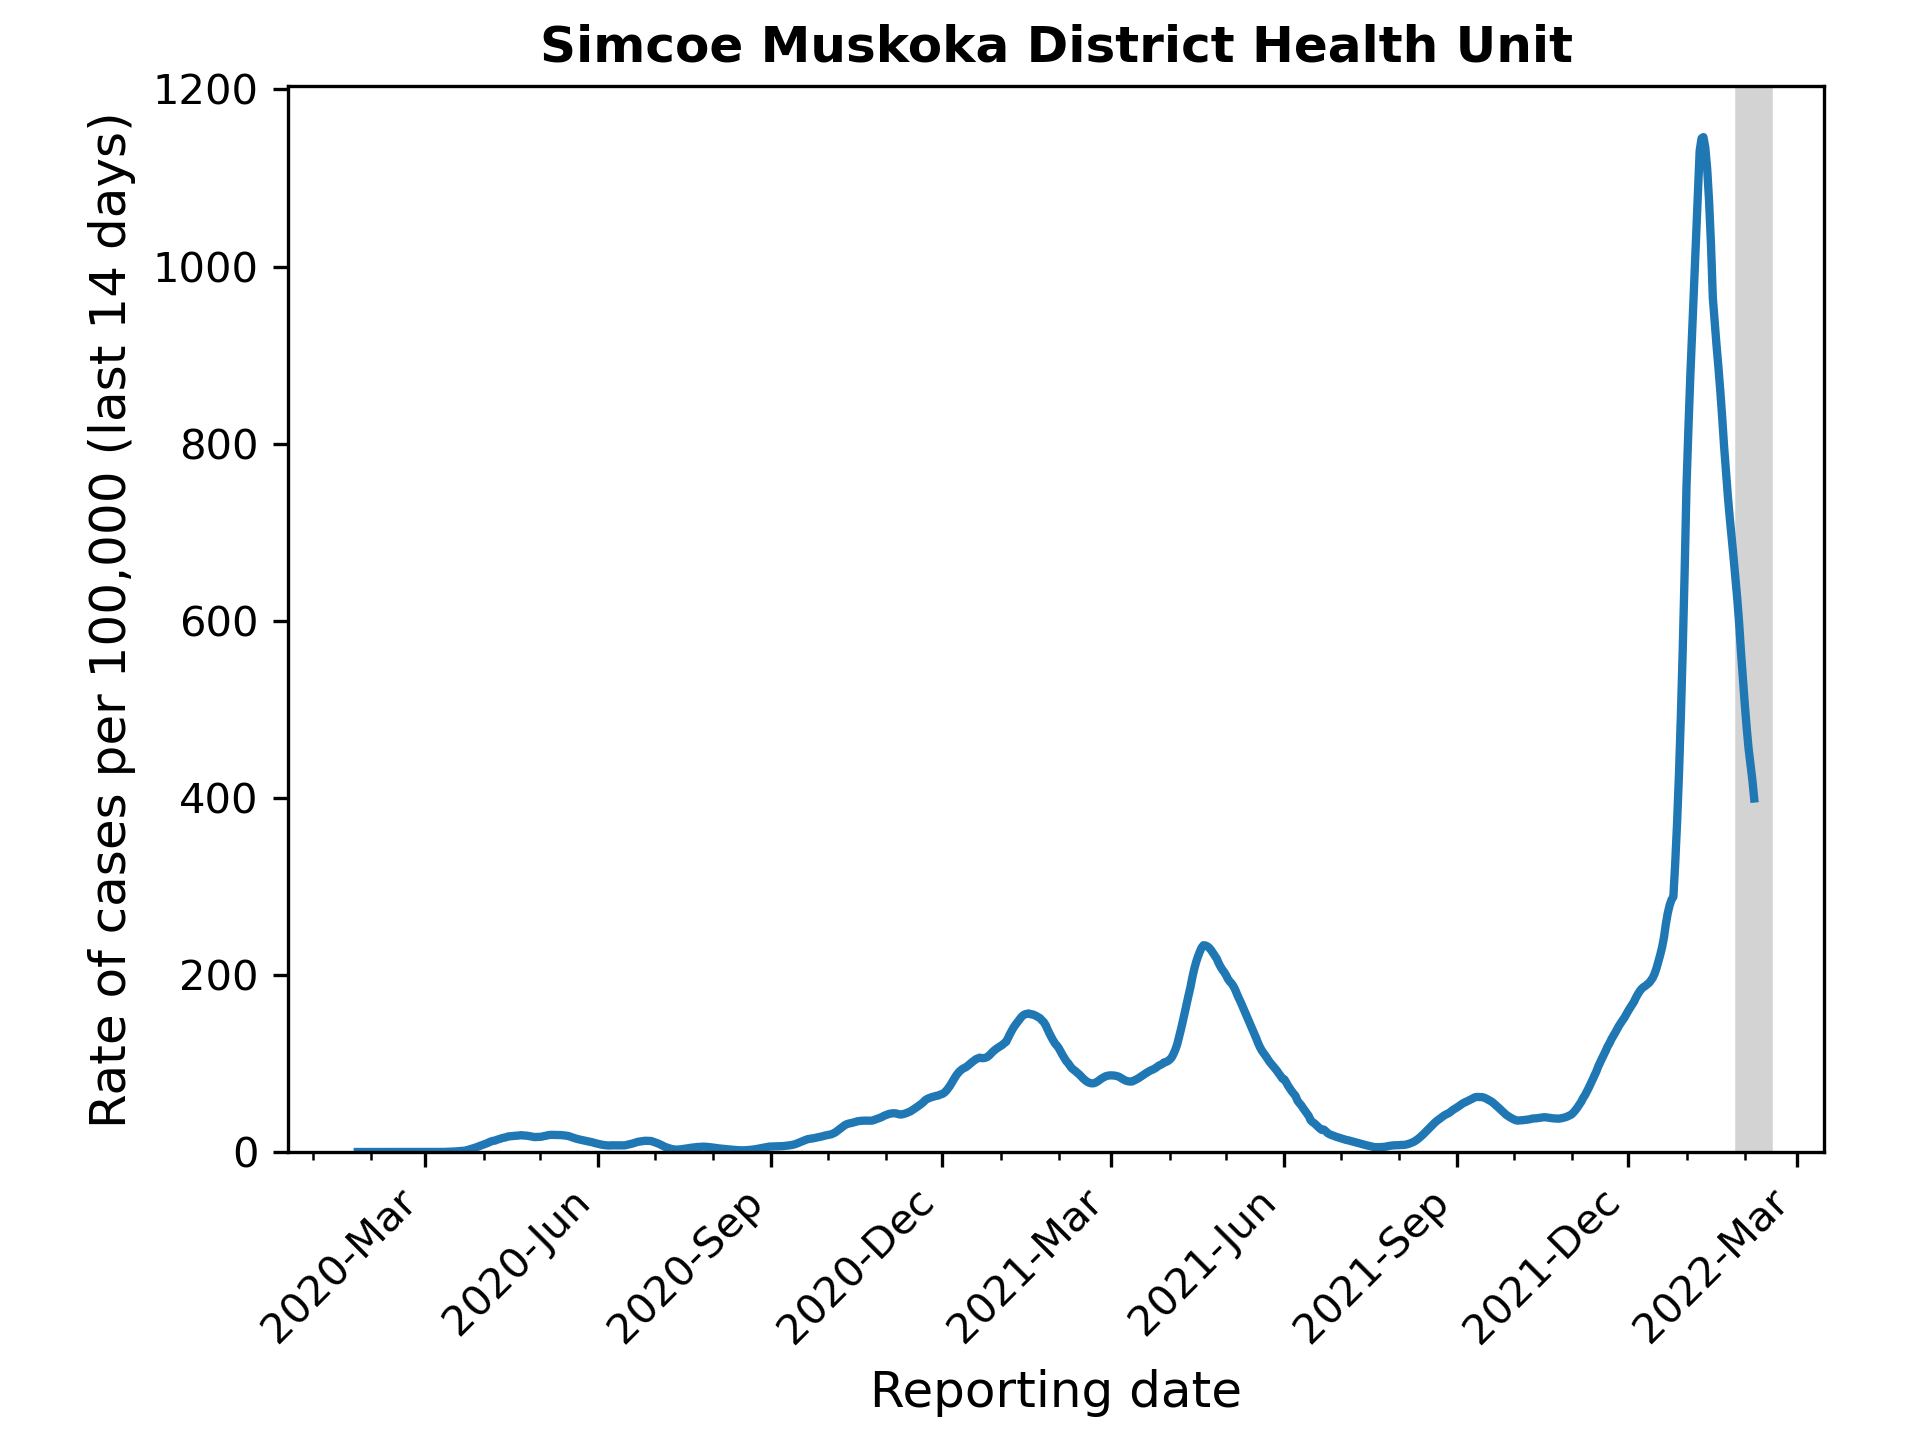 Simcoe Muskoka District Health Unit
Rate of cases per 100,000 (last 14 days)
1200
1000
800
600
400
200
0
2020-Mar
2020-Jun
2020-Sep
2020-Dec
2021-Mar
2021-Jun
2021-Sep
2021-Dec
2022-Mar
Reporting date